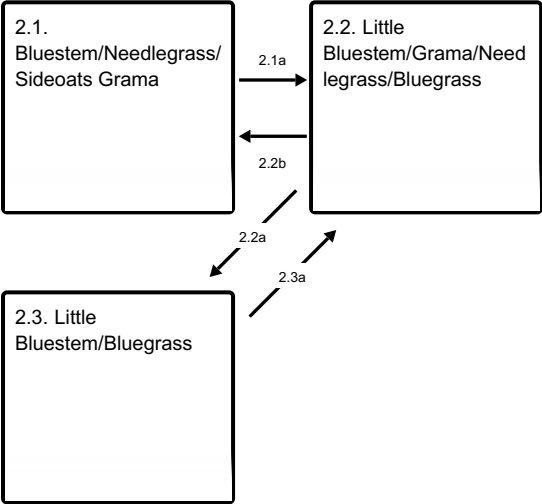 2.1.
Bluestem/Needlegrass/
Sideoats Grama
2.1a
2.2. Little
Bluestem/Grama/Need
legrass/Bluegrass
2.2b
2.2a
2.3a
2.3. Little
Bluestem/Bluegrass